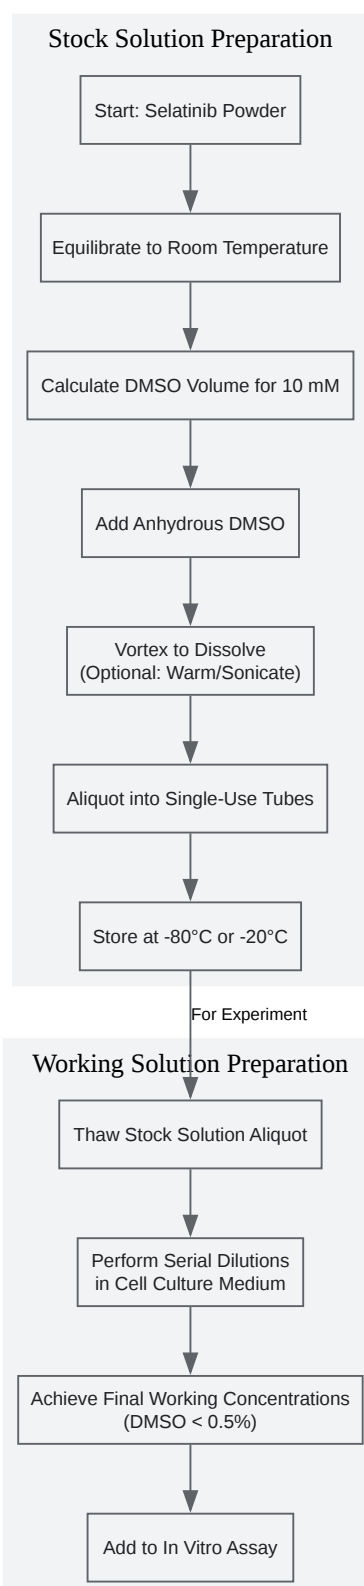 Stock Solution Preparation
Start: Selatinib Powder
Equilibrate to Room Temperature
Calculate DMSO Volume for 10 mM
Add Anhydrous DMSO
Vortex to Dissolve
(Optional: Warm/Sonicate)
Aliquot into Single-Use Tubes
Store at -80°C or -20°C
For Experiment
Working Solution Preparation
Thaw Stock Solution Aliquot
Perform Serial Dilutions
in Cell Culture Medium
Achieve Final Working Concentrations
(DMSO < 0.5%)
Add to In Vitro Assay